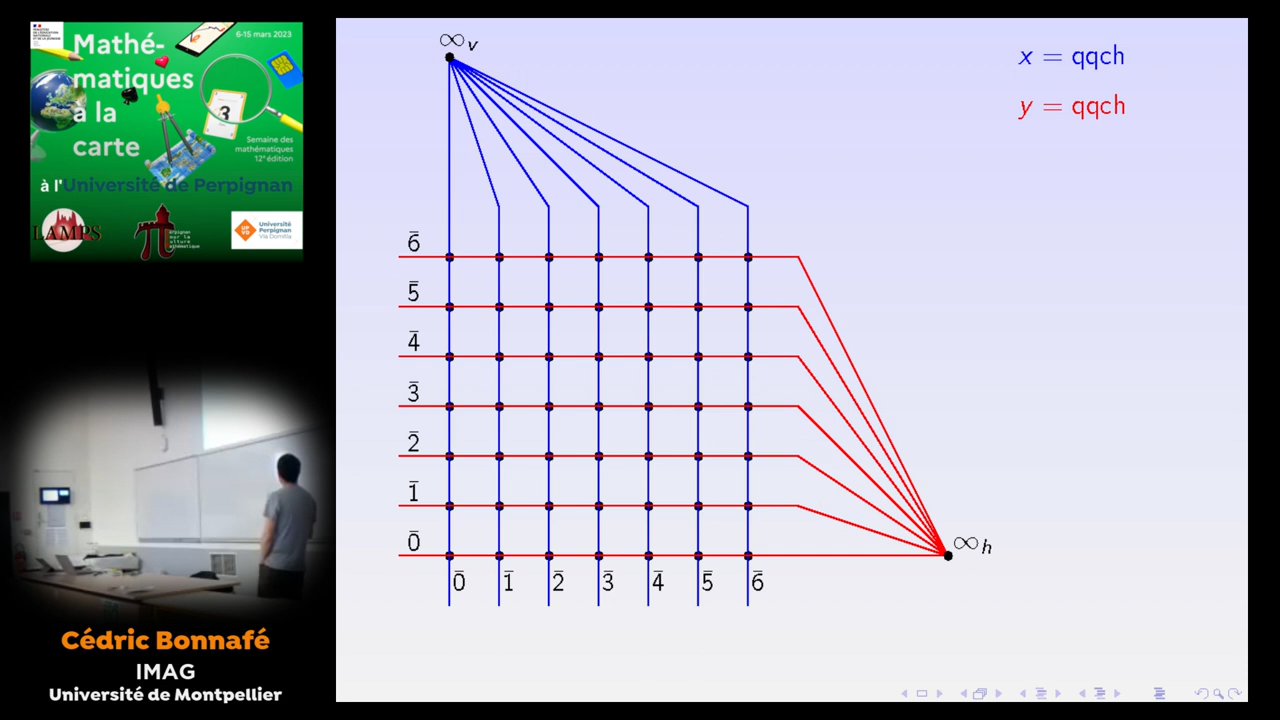 6-15 mars 2023
Mathé-
matiques
à la
carte
3
Semaine des
mathématiques
12ᵉ édition
à l'Université de Perpignan
LAMPS
Université
Perpignan
Via Domitia
Cédric Bonnafé
IMAG
Université de Montpellier
∞v
x = qqch
y = qqch
6̄
5̄
4̄
3̄
2̄
1̄
0̄
∞h
0̄ 1̄ 2̄ 3̄ 4̄ 5̄ 6̄